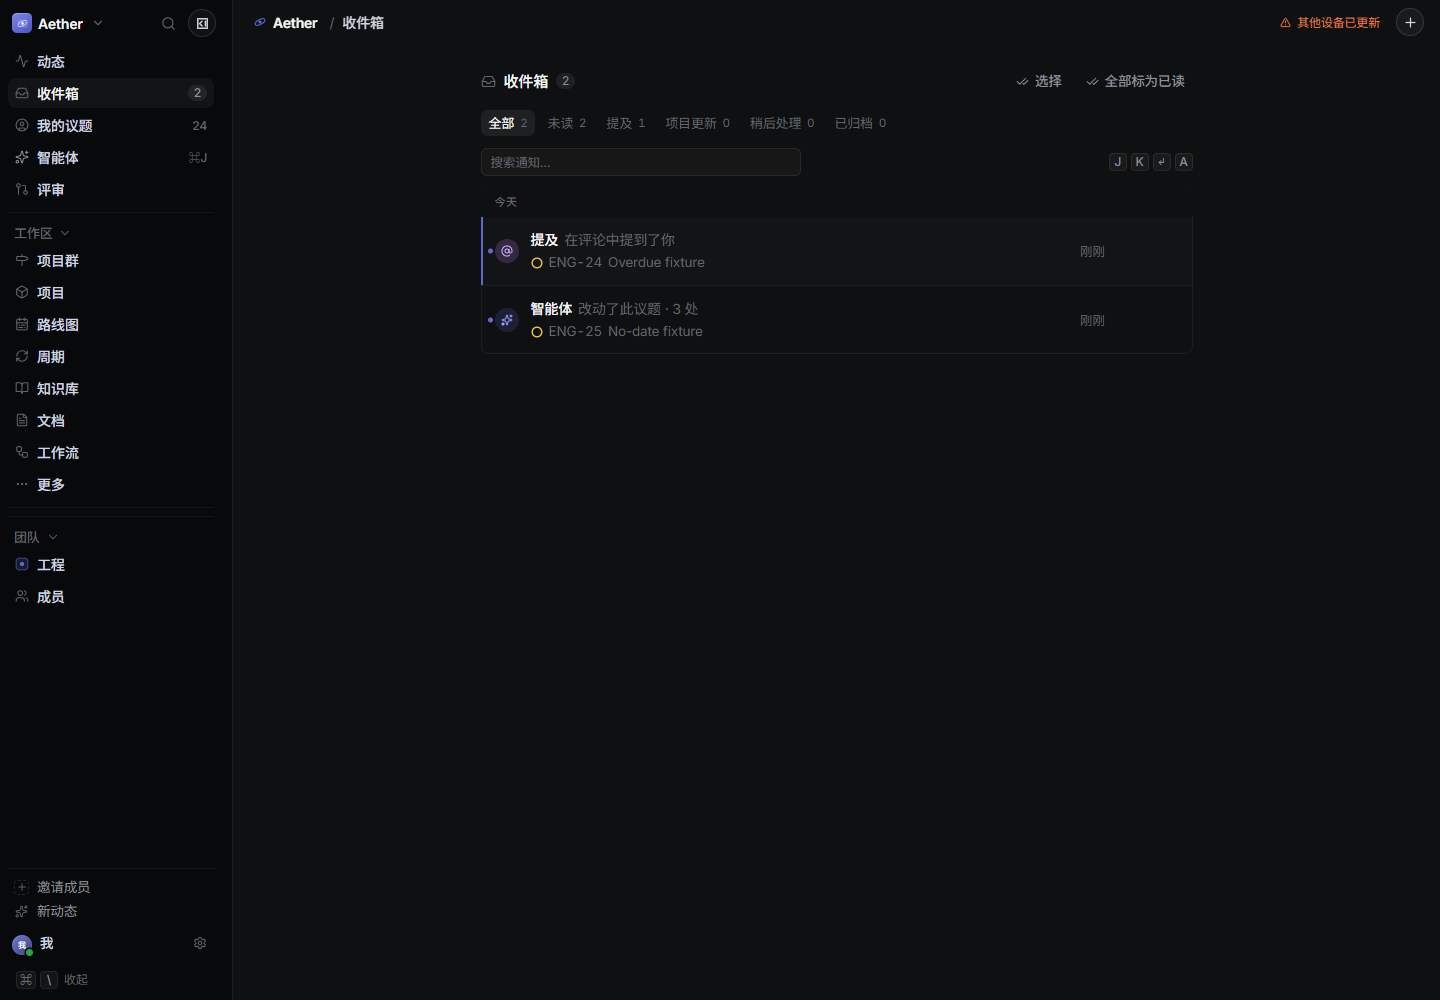 Aether
动态
收件箱 2
我的议题 24
智能体 ⌘J
评审
工作区
项目群
项目
路线图
周期
知识库
文档
工作流
更多
团队
工程
成员
邀请成员
新动态
我 我
⌘ \ 收起
Aether / 收件箱
其他设备已更新
收件箱 2
选择 全部标为已读
全部 2 未读 2 提及 1 项目更新 0 稍后处理 0 已归档 0
搜索通知...
J K ↵ A
今天
提及 在评论中提到了你
ENG-24 Overdue fixture
刚刚
智能体 改动了此议题 · 3 处
ENG-25 No-date fixture
刚刚